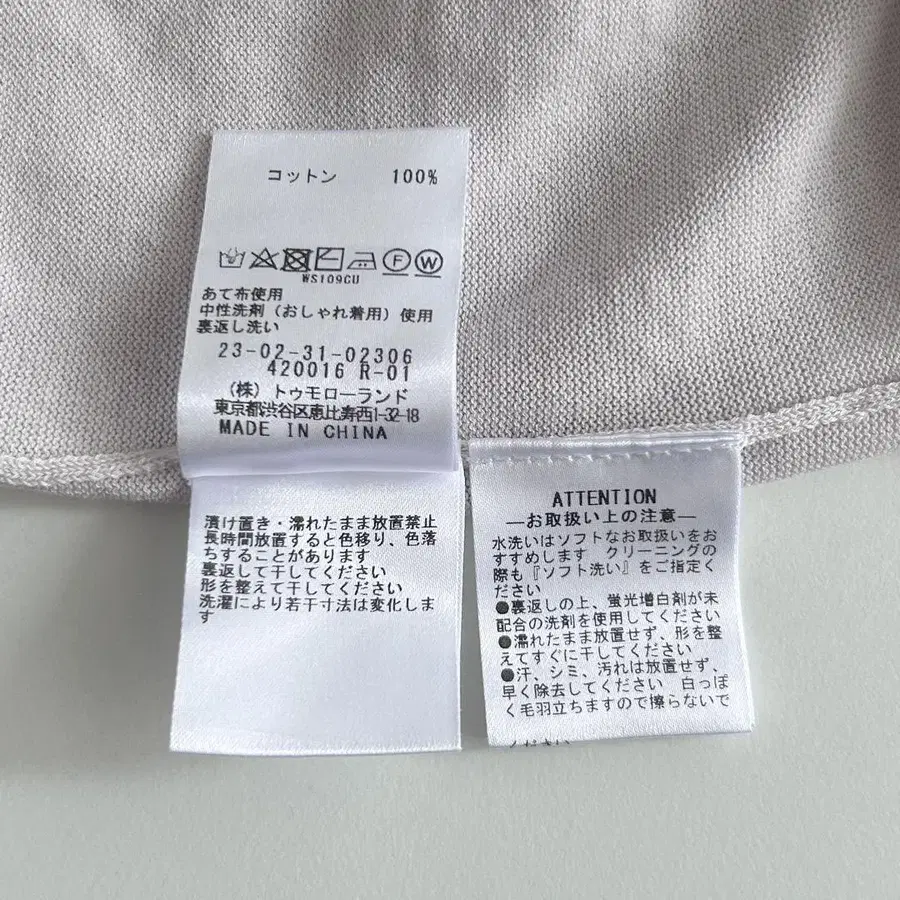 コットン 100%
F W
WS109GU
あて布使用
中性洗剤（おしゃれ着用）使用
裏返し洗い
23-02-31-02306
420016 R-01
（株）トゥモローランド
東京都渋谷区恵比寿西1-32-18
MADE IN CHINA
漬け置き・濡れたまま放置禁止
長時間放置すると色移り、色落
ちすることがあります
裏返して干してください
形を整えて干してください
洗濯により若干寸法は変化しま
す
ATTENTION
―お取扱い上の注意―
水洗いはソフトなお取扱いをお
すすめします クリーニングの
際も『ソフト洗い』をご指定く
ださい
●裏返しの上、蛍光増白剤が未
配合の洗剤を使用してください
●濡れたまま放置せず、形を整
えてすぐに干してください
●汗、シミ、汚れは放置せず、
早く除去してください 白っぽ
く毛羽立ちますので擦らないで